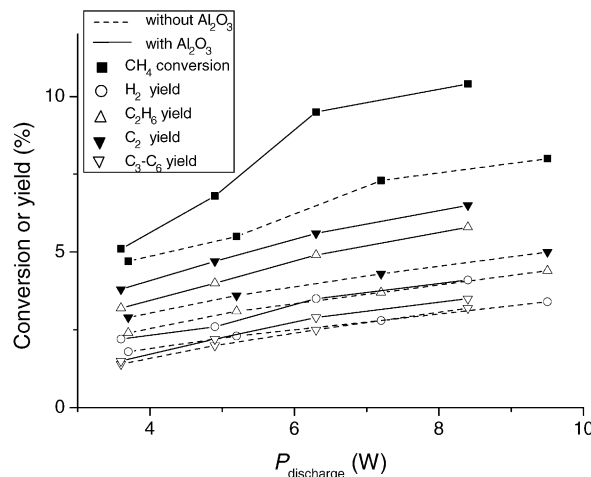 without Al₂O₃
with Al₂O₃
CH₄ conversion
H₂ yield
C₂H₆ yield
C₂ yield
C₃-C₆ yield
Conversion or yield (%)
10
5
0
4
6
8
10
P_discharge (W)